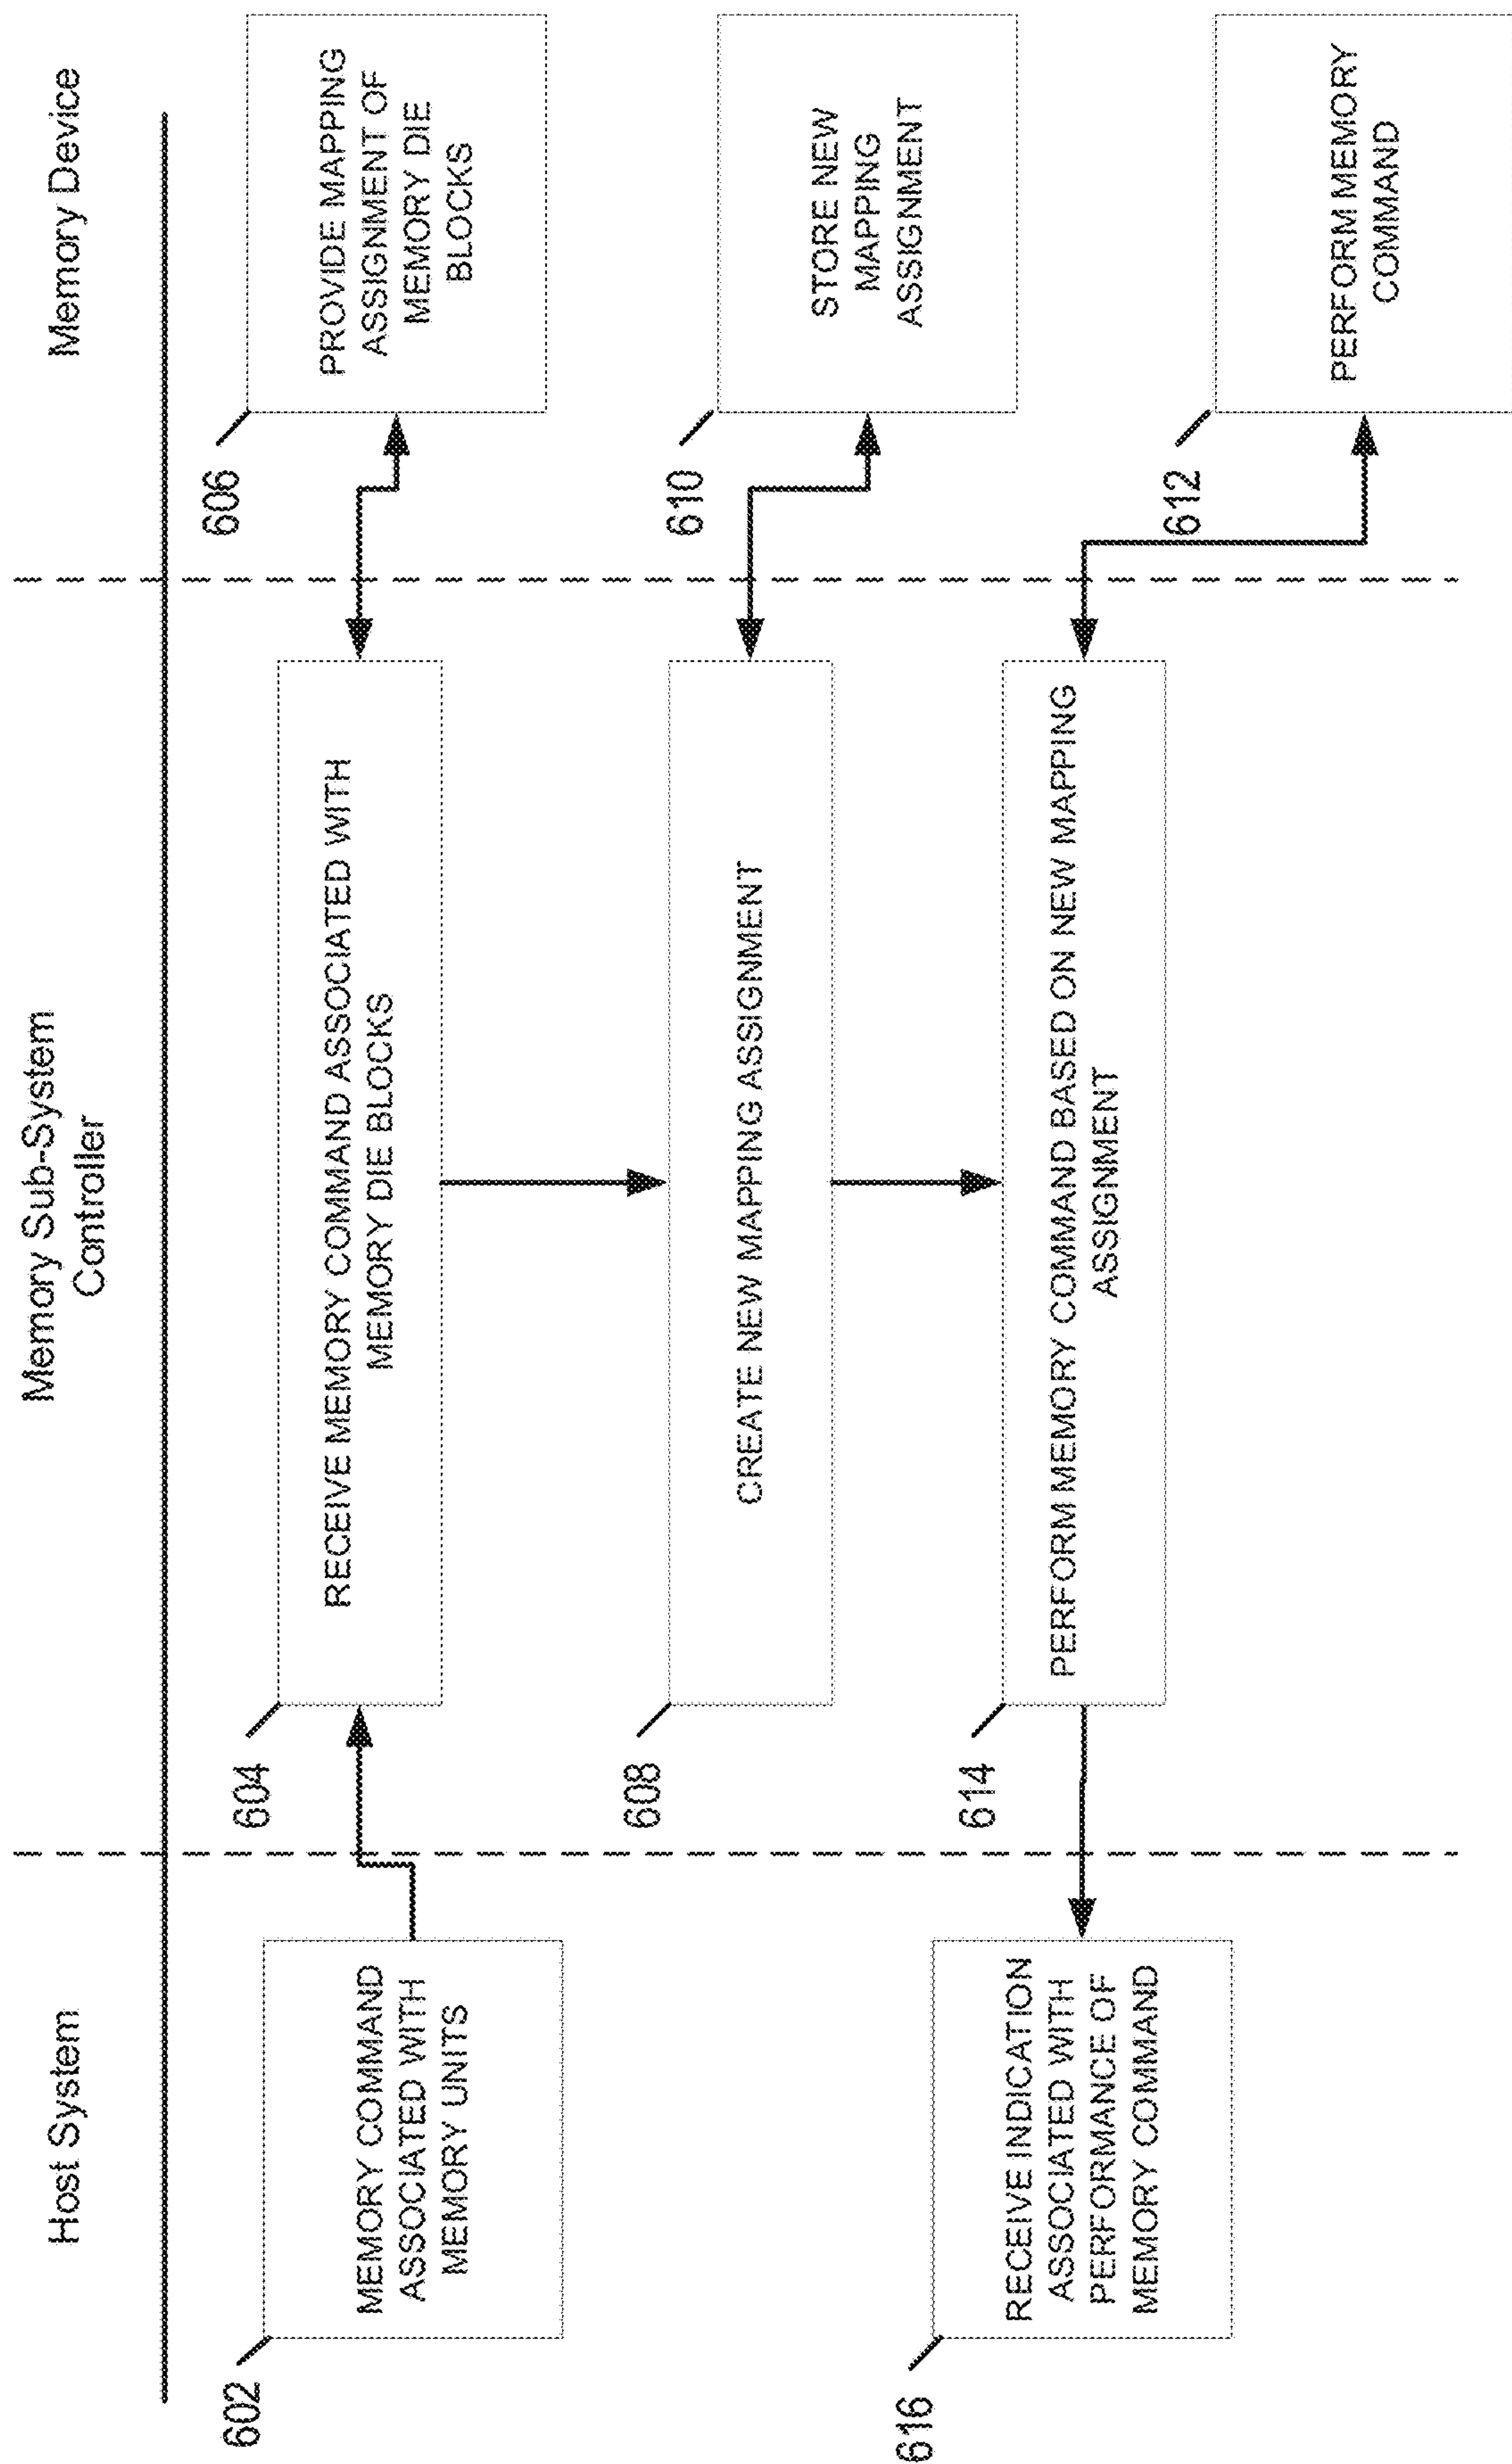 Host System
Memory Sub-System
Controller
Memory Device
602
MEMORY COMMAND
ASSOCIATED WITH
MEMORY UNITS
604
RECEIVE MEMORY COMMAND ASSOCIATED WITH
MEMORY DIE BLOCKS
606
PROVIDE MAPPING
ASSIGNMENT OF
MEMORY DIE
BLOCKS
608
CREATE NEW MAPPING ASSIGNMENT
610
STORE NEW
MAPPING
ASSIGNMENT
616
RECEIVE INDICATION
ASSOCIATED WITH
PERFORMANCE OF
MEMORY COMMAND
614
PERFORM MEMORY COMMAND BASED ON NEW MAPPING
ASSIGNMENT
612
PERFORM MEMORY
COMMAND